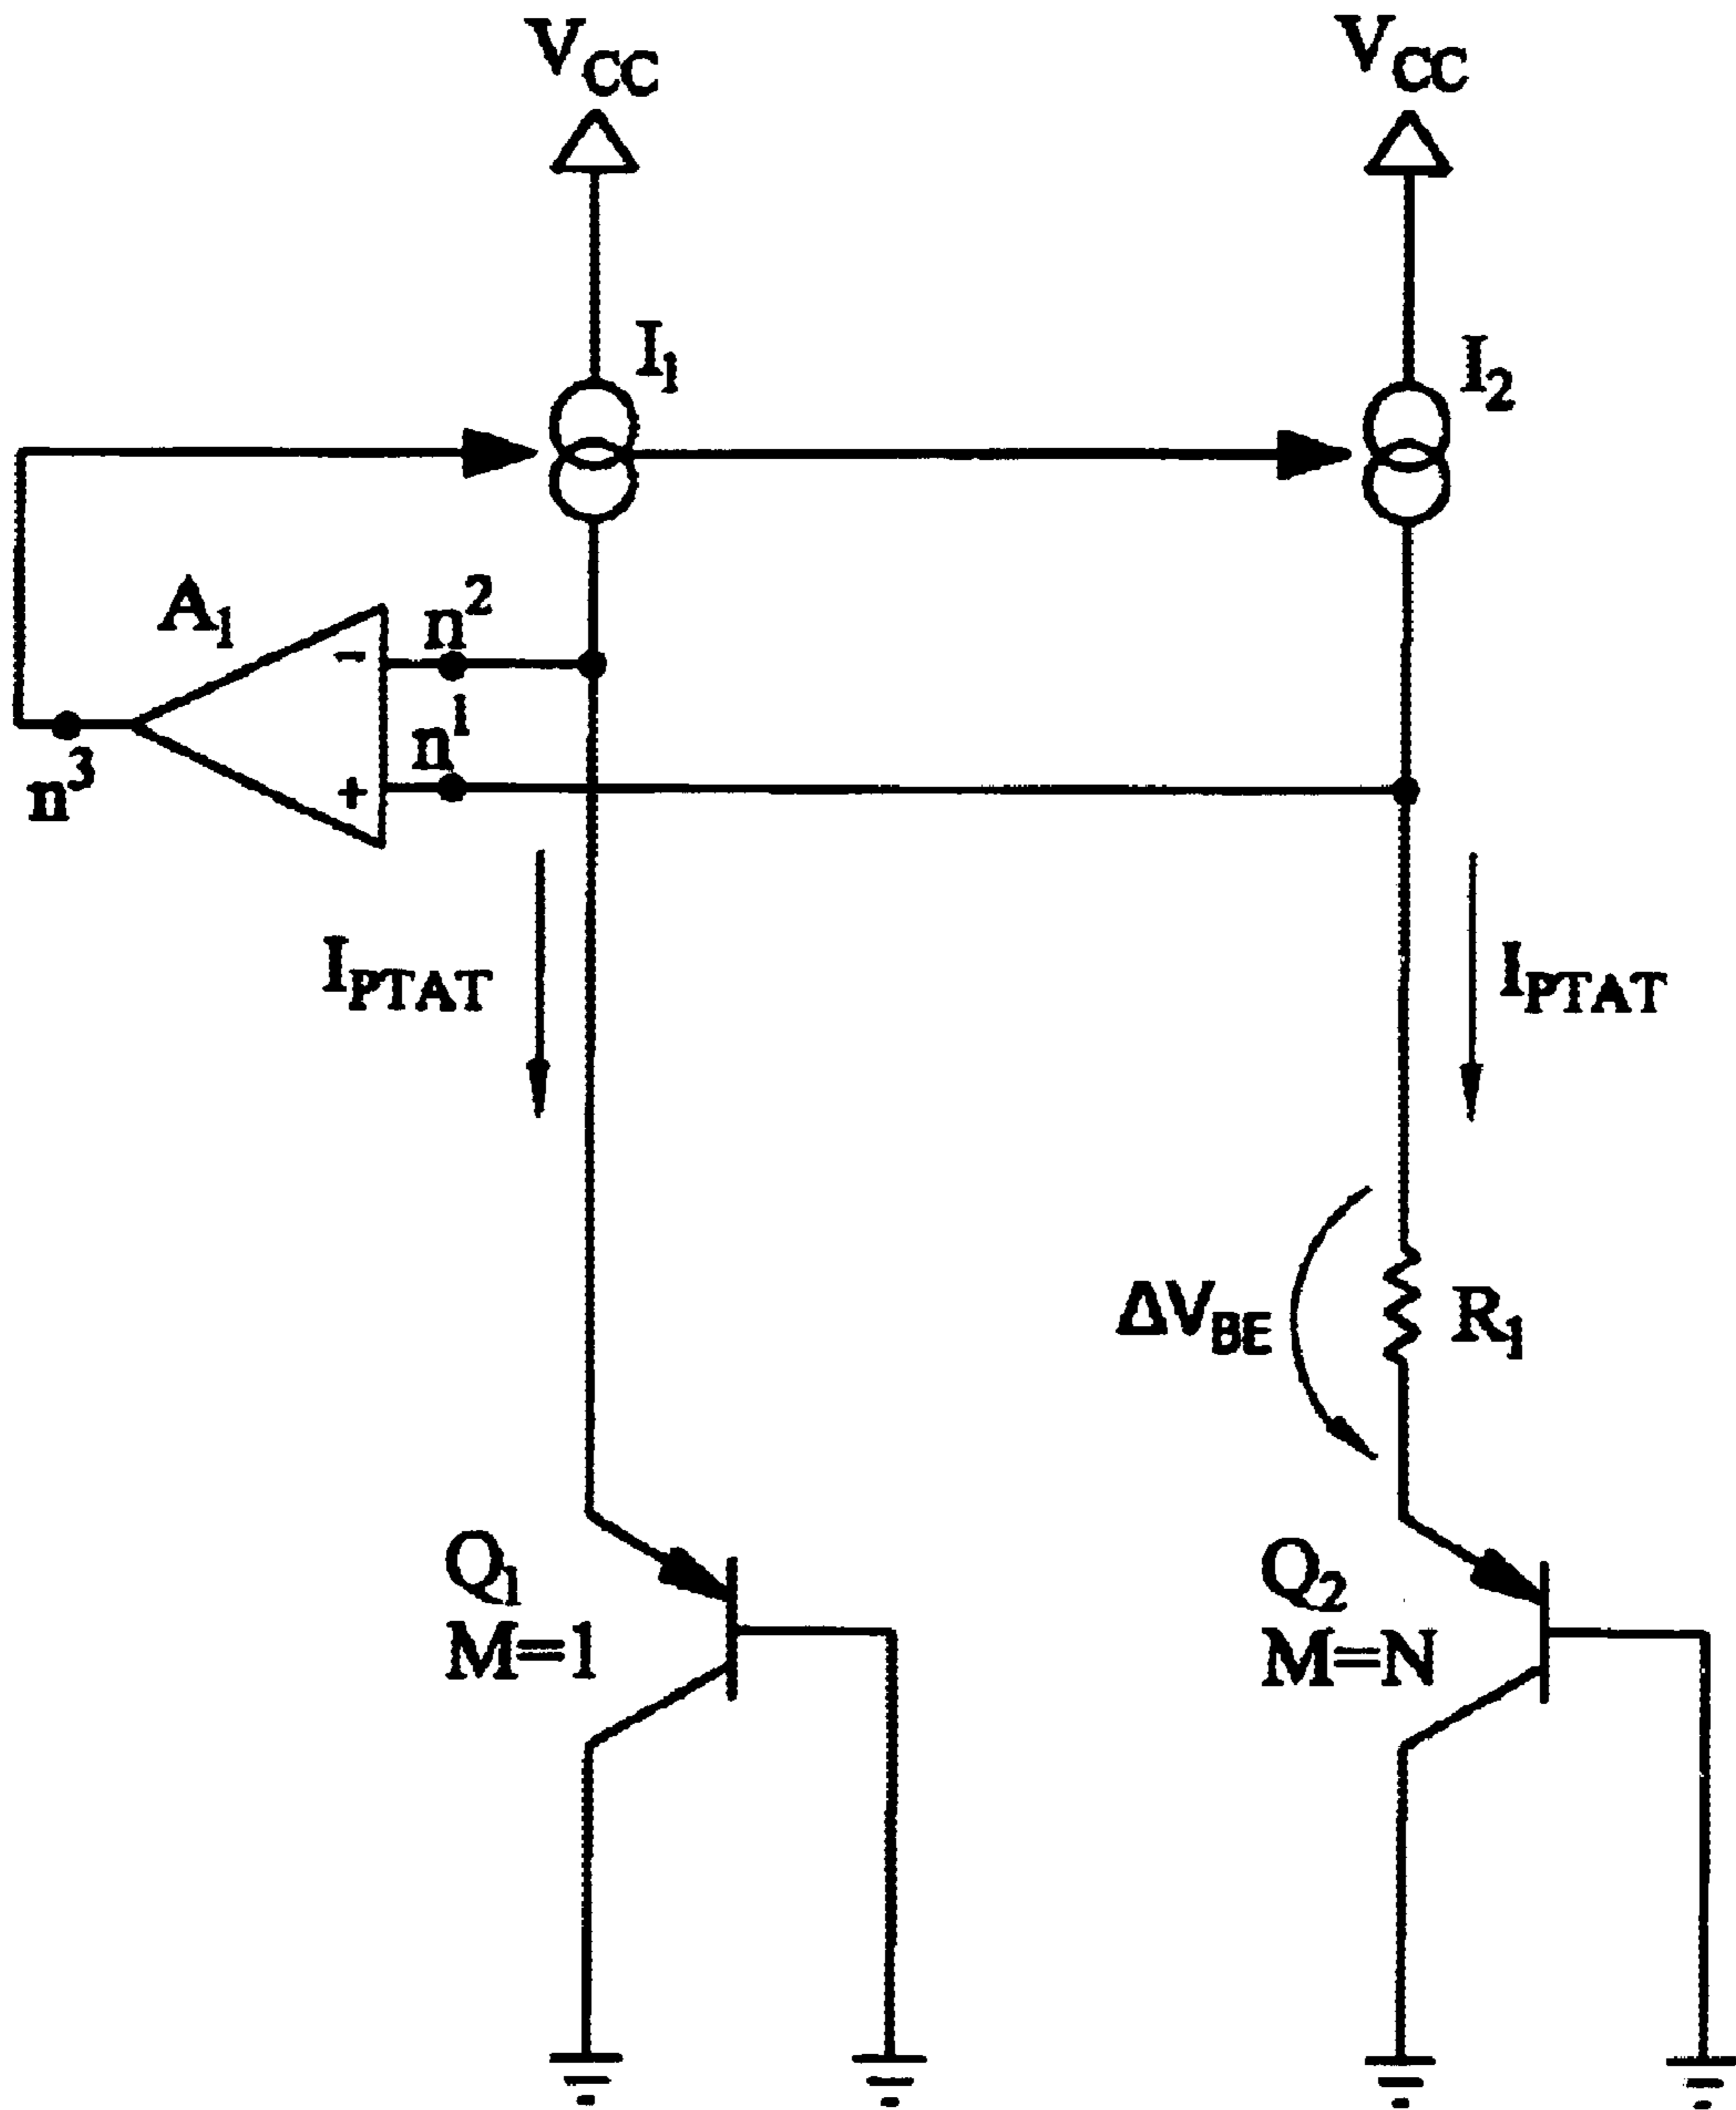 V_CC
V_CC
I_1
I_2
A_1
n^2
-
n^1
n^3
+
I_PTAT
I_PTAT
ΔV_BE
R_1
Q_1
M=1
Q_2
M=N